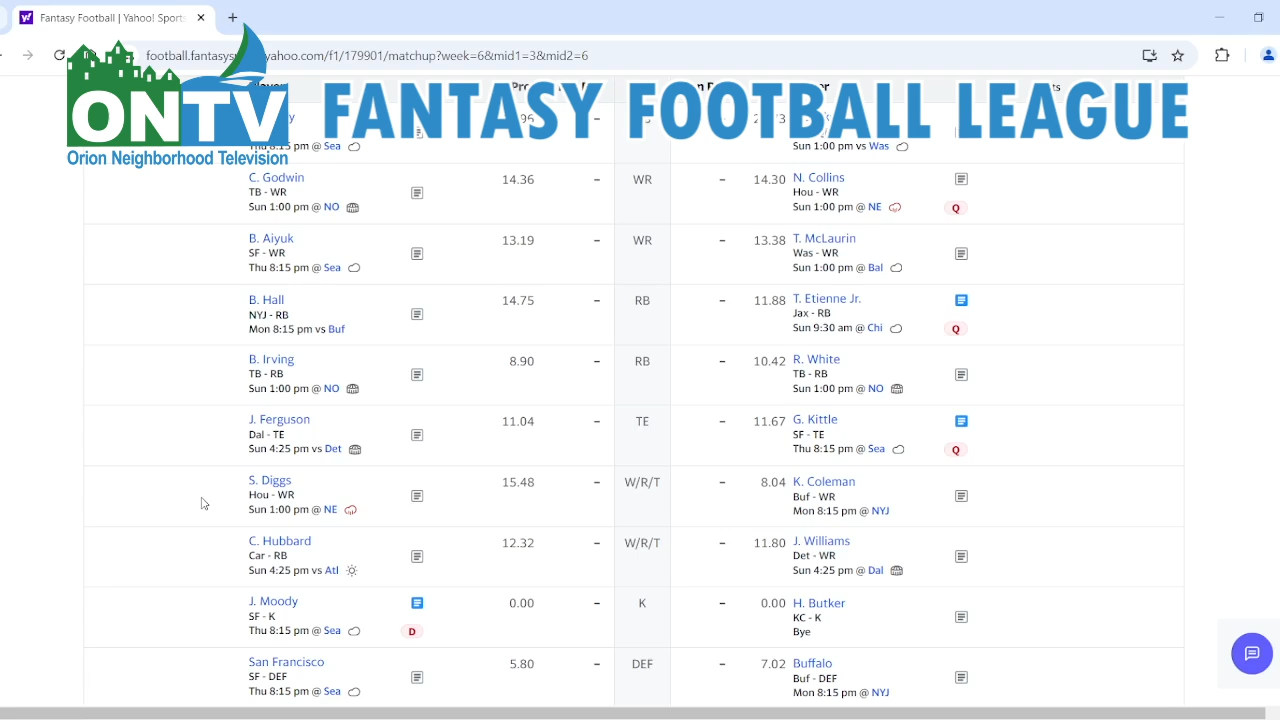 Fantasy Football | Yahoo! Sports
football.fantasys yahoo.com/f1/179901/matchup?week=6&mid1=3&mid2=6
ONTV
Orion Neighborhood Television
FANTASY FOOTBALL LEAGUE
Thu 8:15 pm @ Sea
Sun 1:00 pm vs Was
C. Godwin 14.36 – WR – 14.30 N. Collins
TB - WR Hou - WR
Sun 1:00 pm @ NO Sun 1:00 pm @ NE Q
B. Aiyuk 13.19 – WR – 13.38 T. McLaurin
SF - WR Was - WR
Thu 8:15 pm @ Sea Sun 1:00 pm @ Bal
B. Hall 14.75 – RB – 11.88 T. Etienne Jr.
NYJ - RB Jax - RB
Mon 8:15 pm vs Buf Sun 9:30 am @ Chi Q
B. Irving 8.90 – RB – 10.42 R. White
TB - RB TB - RB
Sun 1:00 pm @ NO Sun 1:00 pm @ NO
J. Ferguson 11.04 – TE – 11.67 G. Kittle
Dal - TE SF - TE
Sun 4:25 pm vs Det Thu 8:15 pm @ Sea Q
S. Diggs 15.48 – W/R/T – 8.04 K. Coleman
Hou - WR Buf - WR
Sun 1:00 pm @ NE Mon 8:15 pm @ NYJ
C. Hubbard 12.32 – W/R/T – 11.80 J. Williams
Car - RB Det - WR
Sun 4:25 pm vs Atl Sun 4:25 pm @ Dal
J. Moody 0.00 – K – 0.00 H. Butker
SF - K KC - K
Thu 8:15 pm @ Sea D Bye
San Francisco 5.80 – DEF – 7.02 Buffalo
SF - DEF Buf - DEF
Thu 8:15 pm @ Sea Mon 8:15 pm @ NYJ